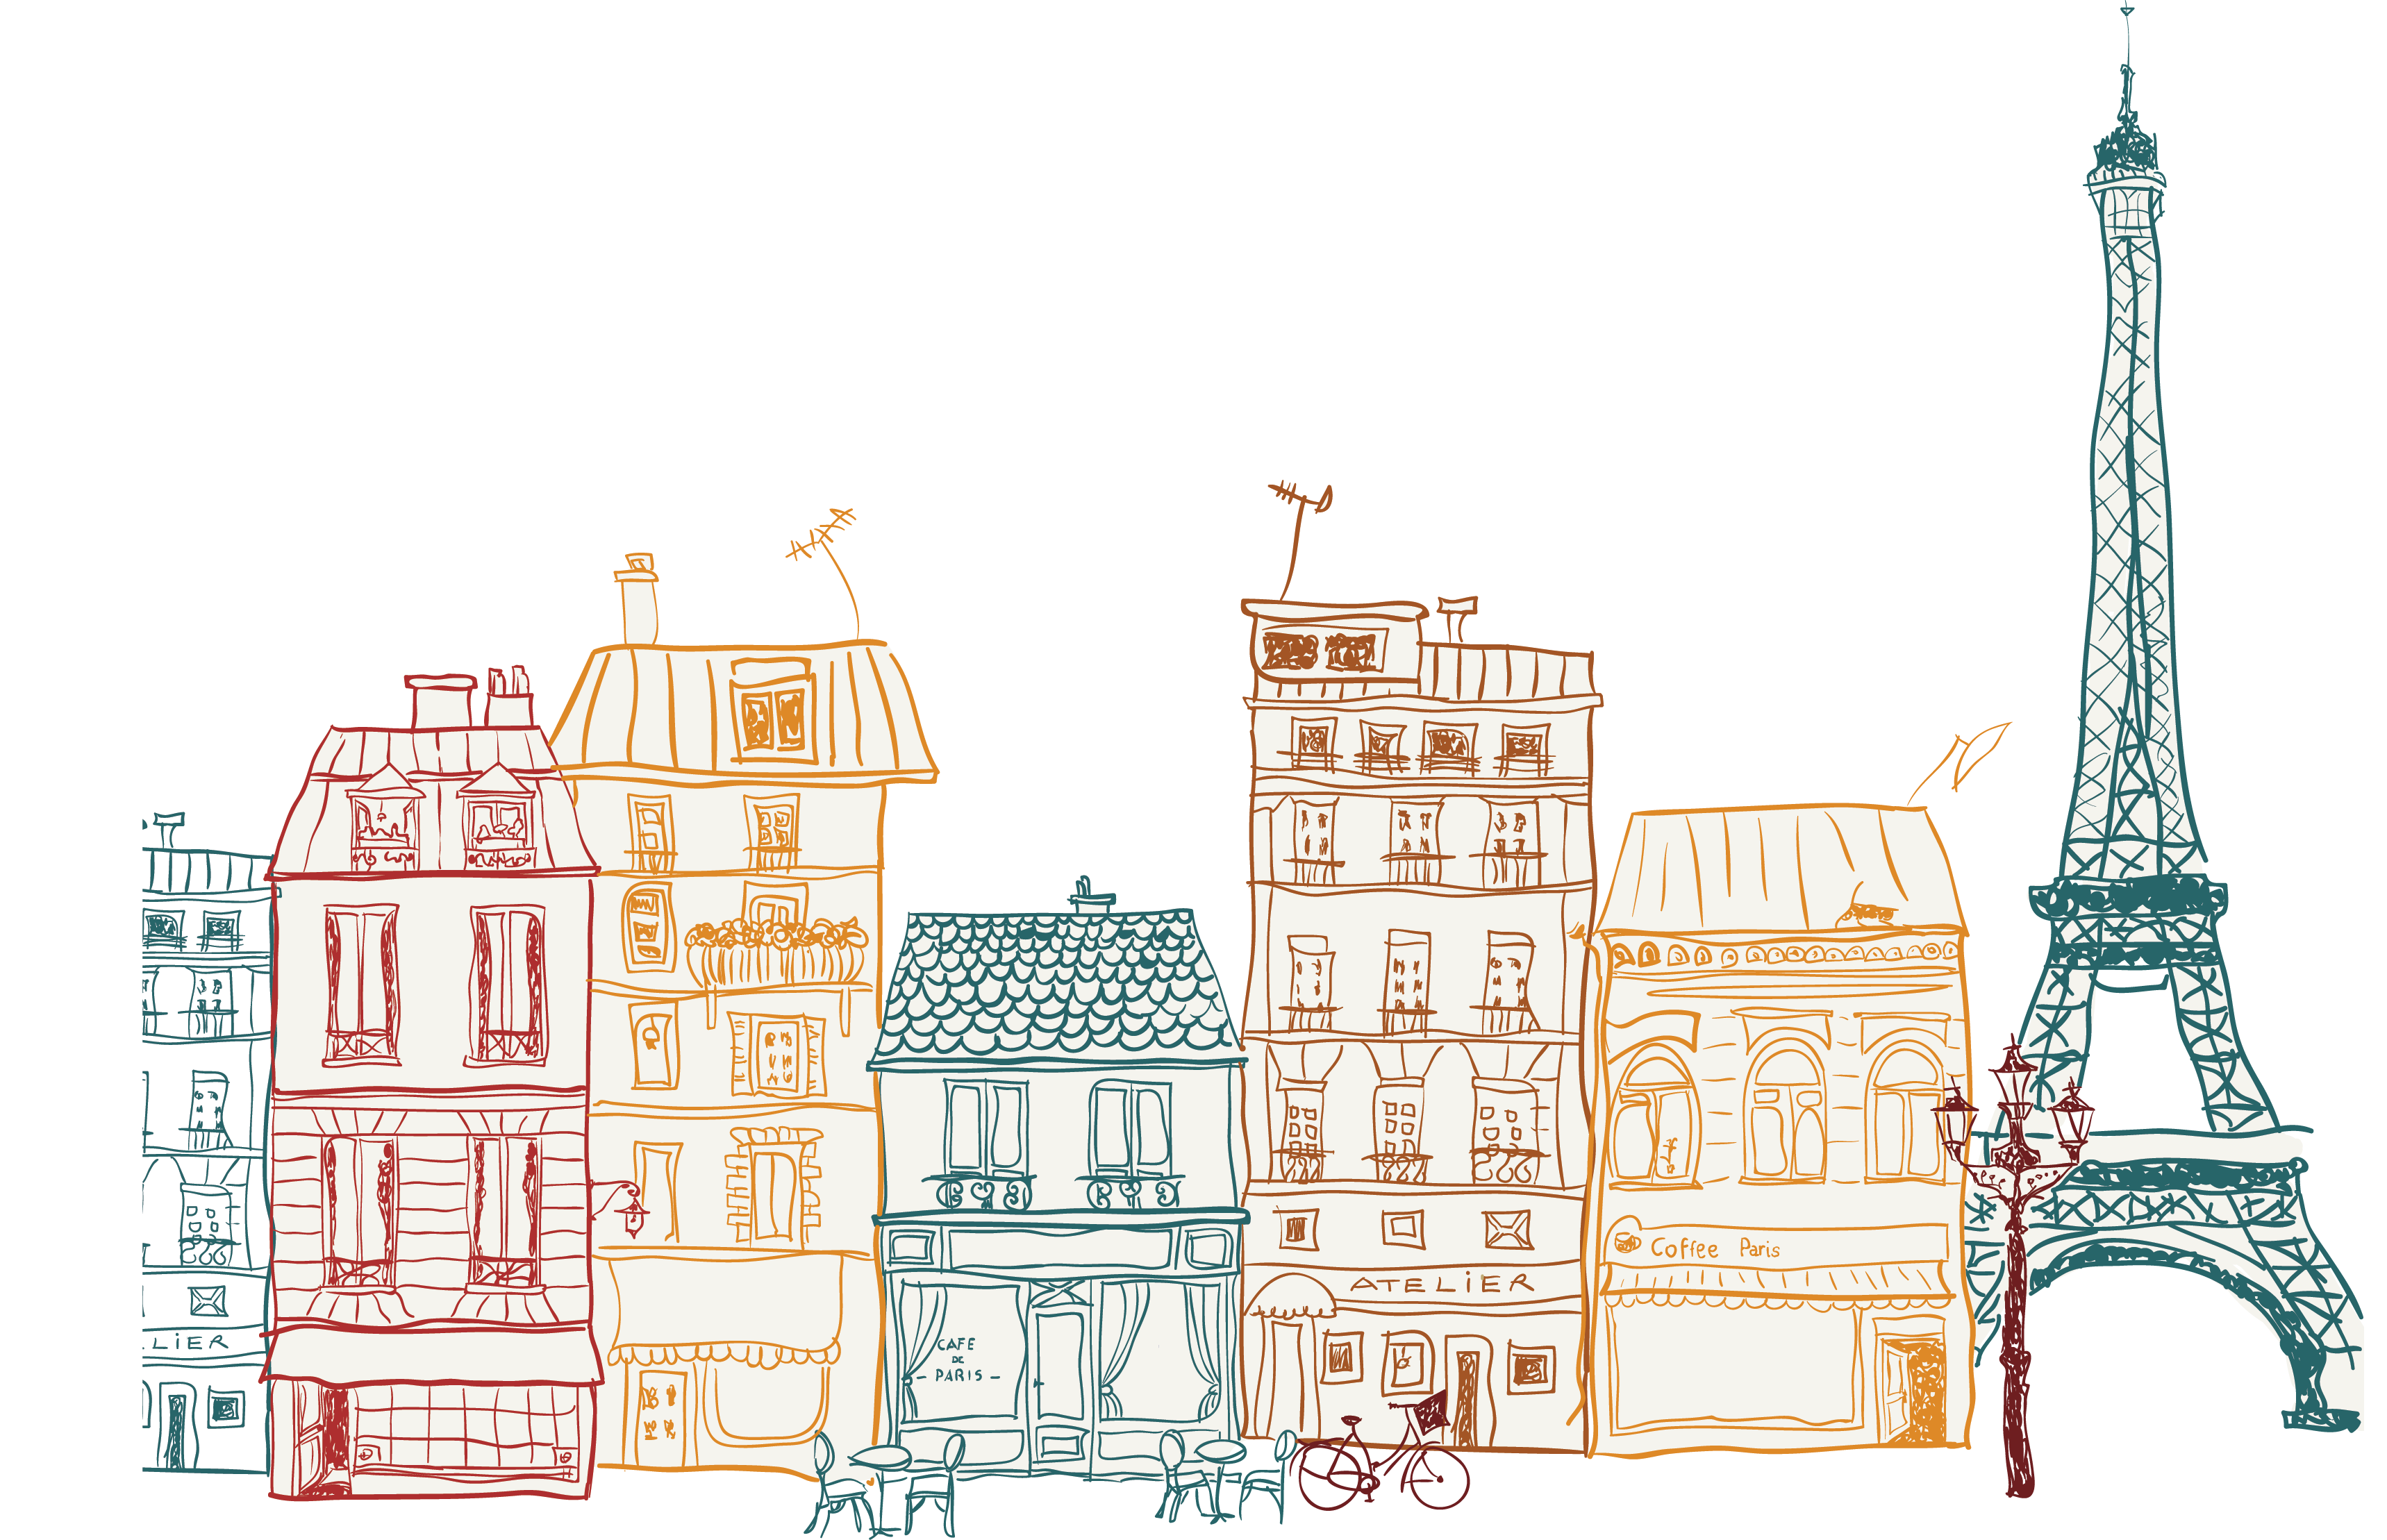 LIER
CAFE
DE
- PARIS -
ATELIER
Coffee Paris